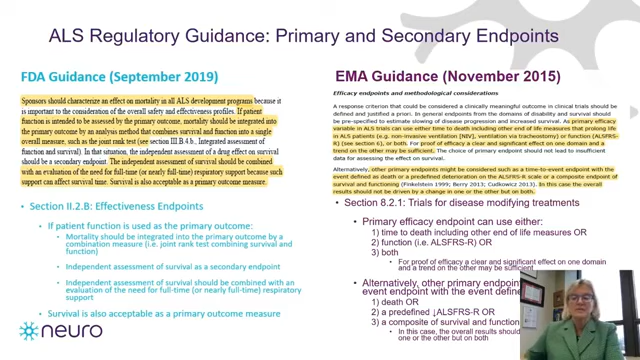 ALS Regulatory Guidance: Primary and Secondary Endpoints
FDA Guidance (September 2019)
Sponsors should characterize an effect on mortality in all ALS development programs because it
is important to the consideration of the overall safety and effectiveness profiles. If patient
function is intended to be assessed by the primary outcome, mortality should be integrated into
the primary outcome by an analysis method that combines survival and function into a single
overall measure, such as the joint rank test (see section III.B.4.b., Integrated assessment of
function and survival). In that situation, the independent assessment of a drug effect on survival
should be a secondary endpoint. The independent assessment of survival should be combined
with an evaluation of the need for full-time (or nearly full-time) respiratory support because such
support can affect survival time. Survival is also acceptable as a primary outcome measure.
• Section II.2.B: Effectiveness Endpoints
• If patient function is used as the primary outcome:
• Mortality should be integrated into the primary outcome by a
combination measure (i.e. joint rank test combining survival and
function)
• Independent assessment of survival as a secondary endpoint
• Independent assessment of survival should be combined with an
evaluation of the need for full-time (or nearly full-time) respiratory
support
• Survival is also acceptable as a primary outcome measure
neuro
EMA Guidance (November 2015)
Efficacy endpoints and methodological considerations
A response criterion that could be considered a clinically meaningful outcome in clinical trials should be
defined and justified a priori. In general endpoints from the domains of disability and survival should
be pre-specified to estimate slowing of disease progression and increased survival. As primary efficacy
variable in ALS trials can use either time to death including other end of life measures that prolong life
in ALS patients (e.g. non-invasive ventilation [NIV], ventilation via tracheostomy) or function (ALSFRS-
R) (see section 6), or both. For proof of efficacy a clear and significant effect on one domain and a
trend on the other may be sufficient. The choice of primary endpoint should not lead to insufficient
data for assessing the effect on survival.
Alternatively, other primary endpoints might be considered such as a time-to-endpoint with the
event defined as death or a predefined deterioration on the ALSFRS-R scale or a composite endpoint
of survival and functioning (Finkelstein 1999; Berry 2013; Cudkowicz 2013). In this case the overall
results should not be driven by a change in one or the other but on both.
• Section 8.2.1: Trials for disease modifying treatments
• Primary efficacy endpoint can use either:
1) time to death including other end of life measures OR
2) function (i.e. ALSFRS-R) OR
3) both
• For proof of efficacy a clear and significant effect on one domain
and a trend on the other may be sufficient
• Alternatively, other primary endpoint
event endpoint with the event defined
1) death OR
2) a predefined ↓ALSFRS-R OR
3) a composite of survival and function
• In this case, the overall results should
one or the other but on both